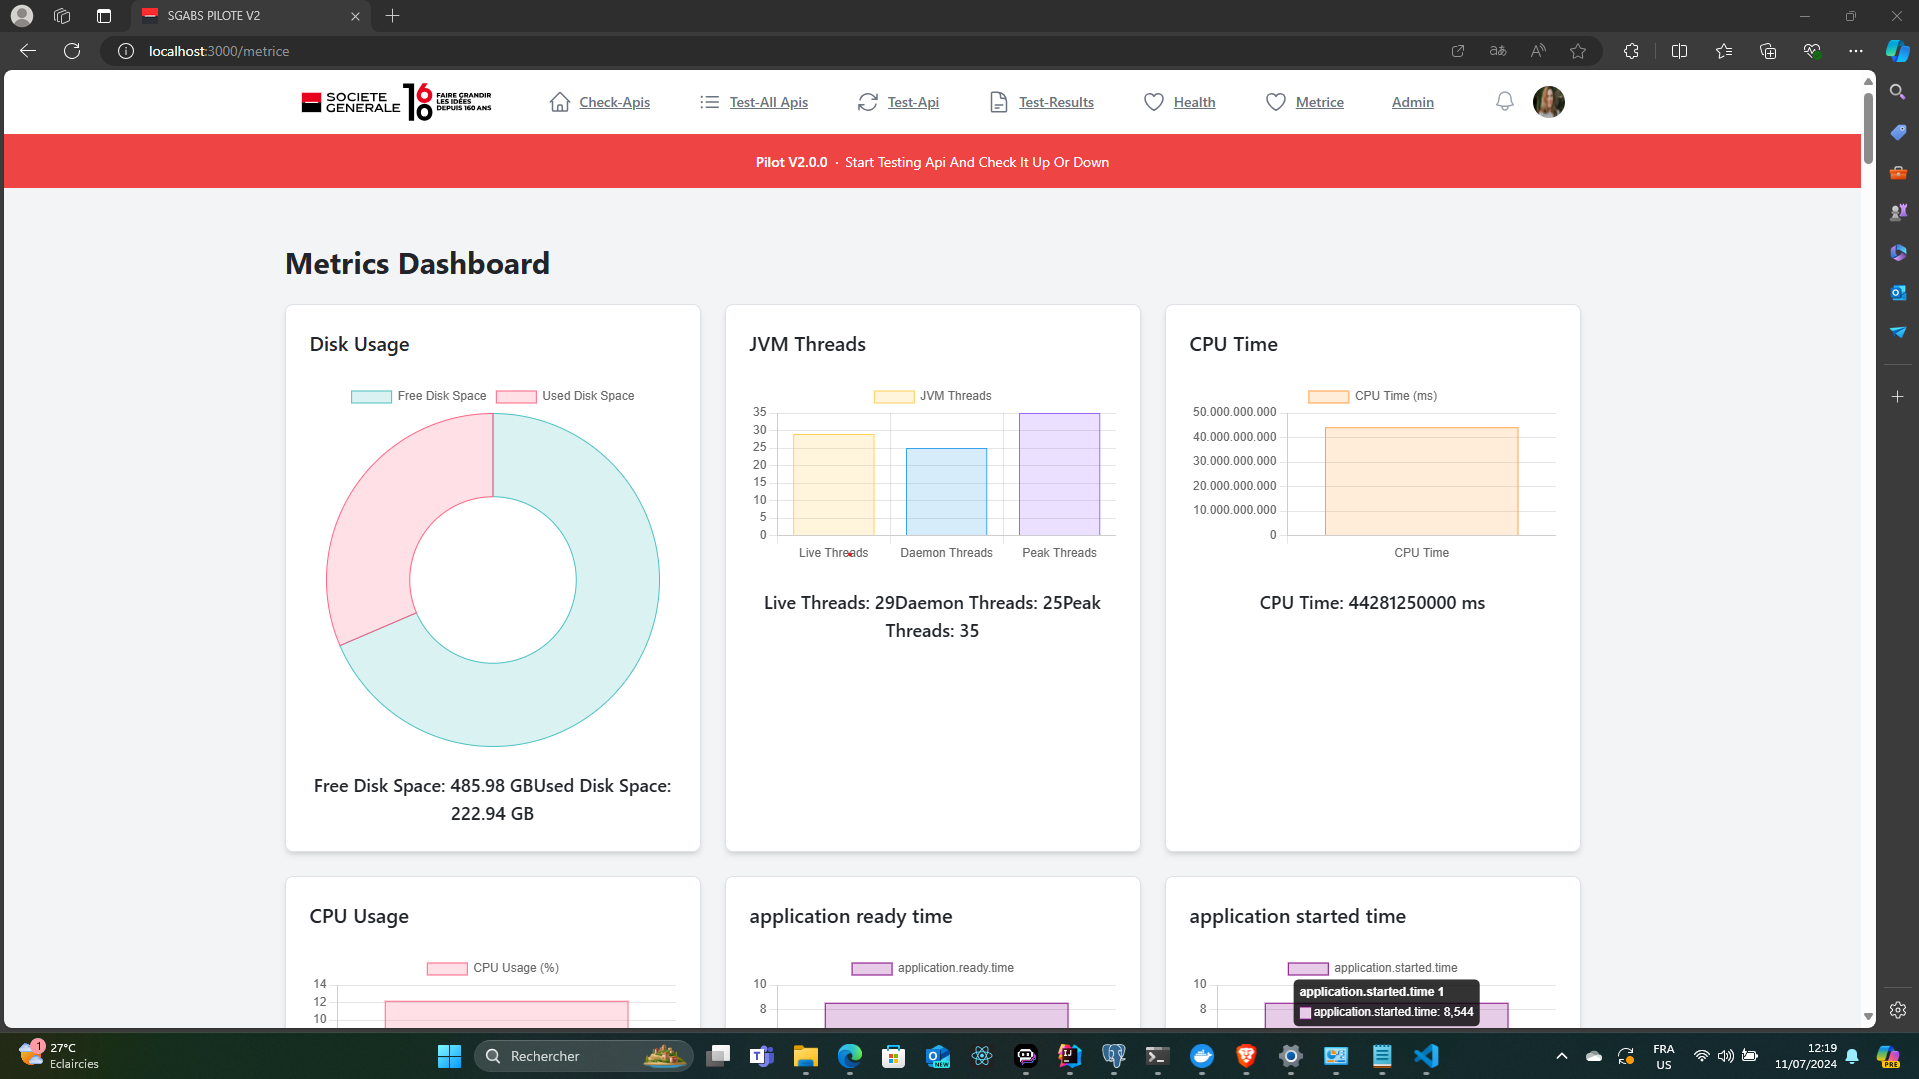 SGABS PILOTE V2
localhost:3000/metrice
SOCIETE GENERALE
160
FAIRE GRANDIR LES IDÉES DEPUIS 160 ANS
Check-Apis
Test-All Apis
Test-Api
Test-Results
Health
Metrice
Admin
Pilot V2.0.0 · Start Testing Api And Check It Up Or Down
Metrics Dashboard
Disk Usage
Free Disk Space
Used Disk Space
Free Disk Space: 485.98 GBUsed Disk Space:
222.94 GB
JVM Threads
JVM Threads
35
30
25
20
15
10
5
0
Live Threads
Daemon Threads
Peak Threads
Live Threads: 29Daemon Threads: 25Peak
Threads: 35
CPU Time
CPU Time (ms)
50.000.000.000
40.000.000.000
30.000.000.000
20.000.000.000
10.000.000.000
0
CPU Time
CPU Time: 44281250000 ms
CPU Usage
CPU Usage (%)
14
12
10
application ready time
application.ready.time
10
8
application started time
application.started.time
10
8
application.started.time 1
application.started.time: 8,544
1
27°C
Eclaircies
Rechercher
NEW
FRA
US
12:19
11/07/2024
PRE